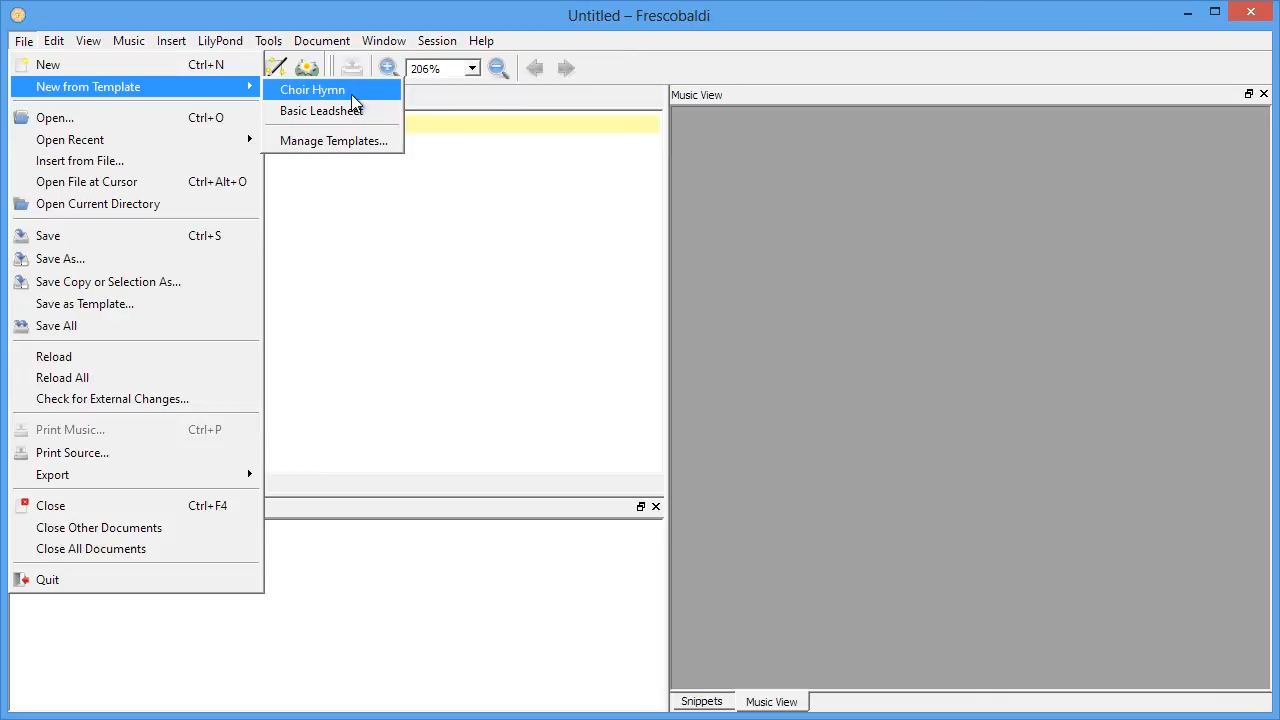 Untitled – Frescobaldi
File Edit View Music Insert LilyPond Tools Document Window Session Help
206%
New Ctrl+N
New from Template
Choir Hymn
Basic Leadsheet
Manage Templates...
Open... Ctrl+O
Open Recent
Insert from File...
Open File at Cursor Ctrl+Alt+O
Open Current Directory
Save Ctrl+S
Save As...
Save Copy or Selection As...
Save as Template...
Save All
Reload
Reload All
Check for External Changes...
Print Music... Ctrl+P
Print Source...
Export
Close Ctrl+F4
Close Other Documents
Close All Documents
Quit
Music View
Snippets Music View